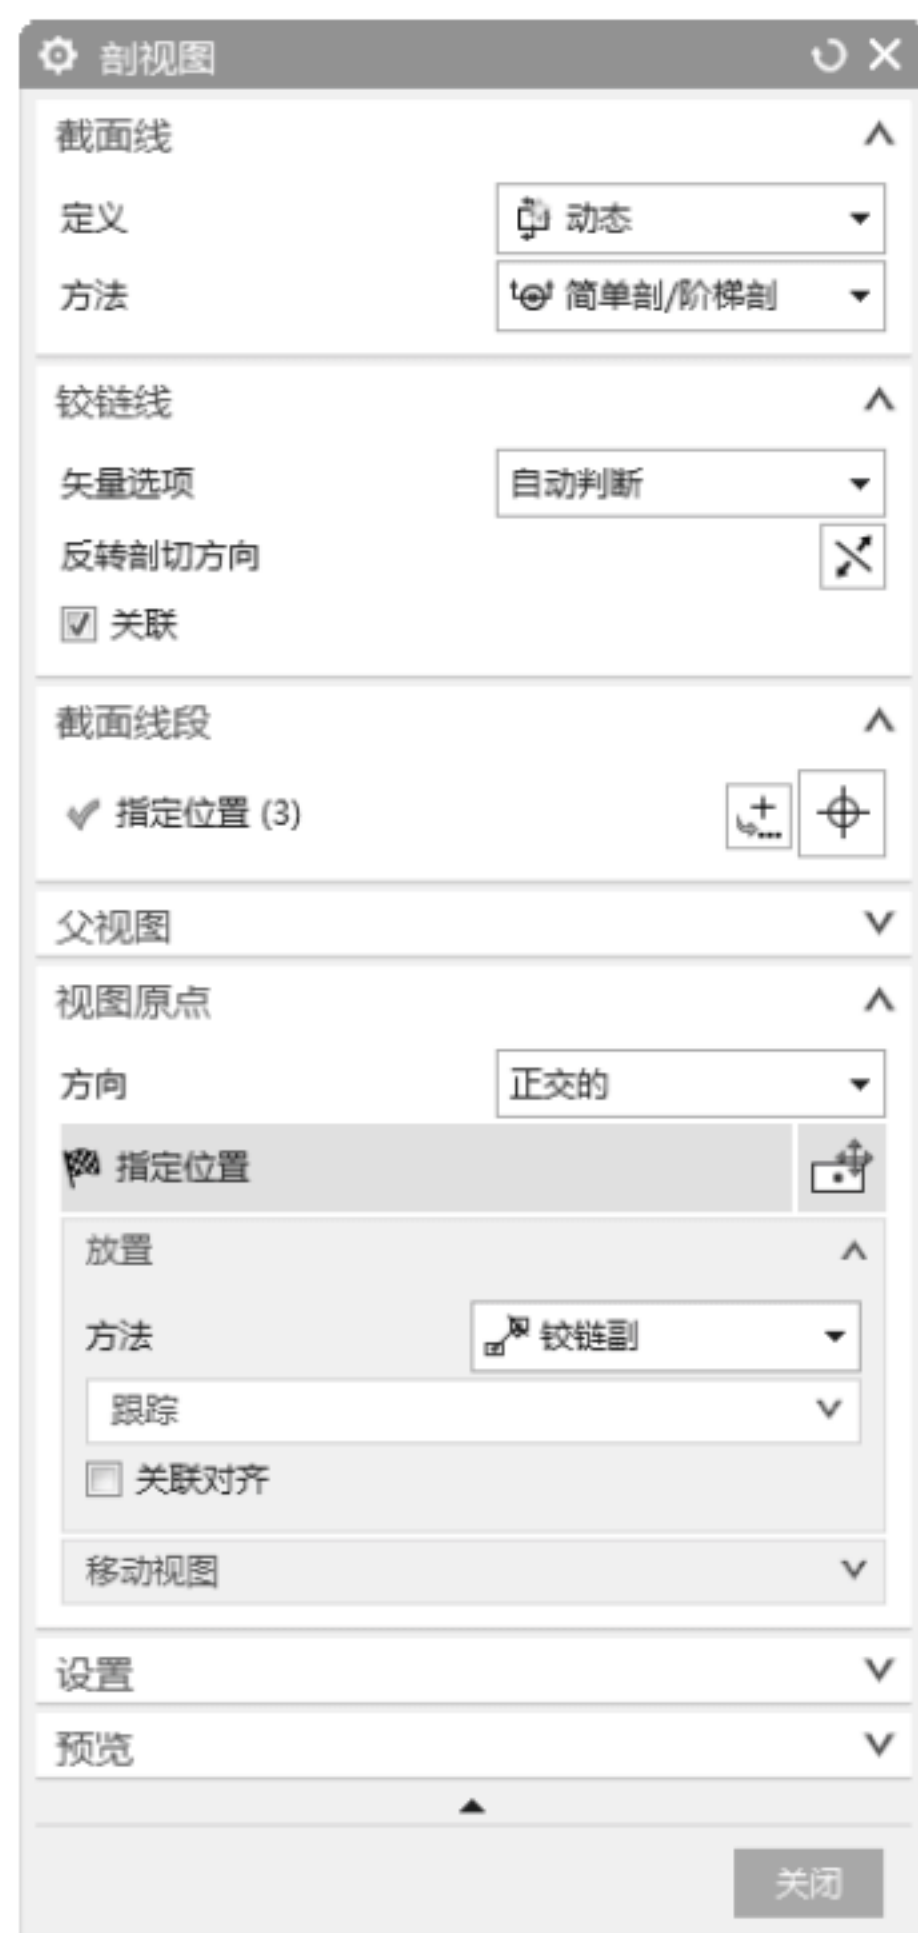 剖视图
截面线
定义 动态
方法 简单剖/阶梯剖
铰链线
矢量选项 自动判断
反转剖切方向
关联
截面线段
指定位置 (3)
父视图
视图原点
方向 正交的
指定位置
放置
方法 铰链副
跟踪
关联对齐
移动视图
设置
预览
关闭